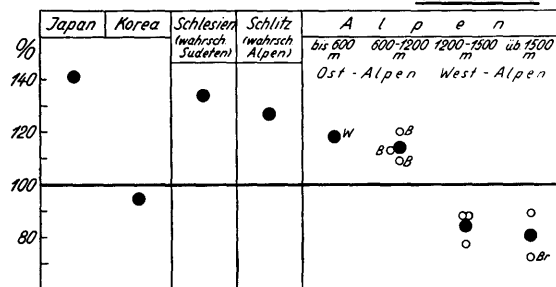 Japan Korea Schlesien (wahrsch Sudeten) Schlitz (wahrsch Alpen) Alpen
bis 600 m 600-1200 m 1200-1500 m üb 1500 m
Ost-Alpen West-Alpen
%
140
120
100
80
W
B
B
B
Br